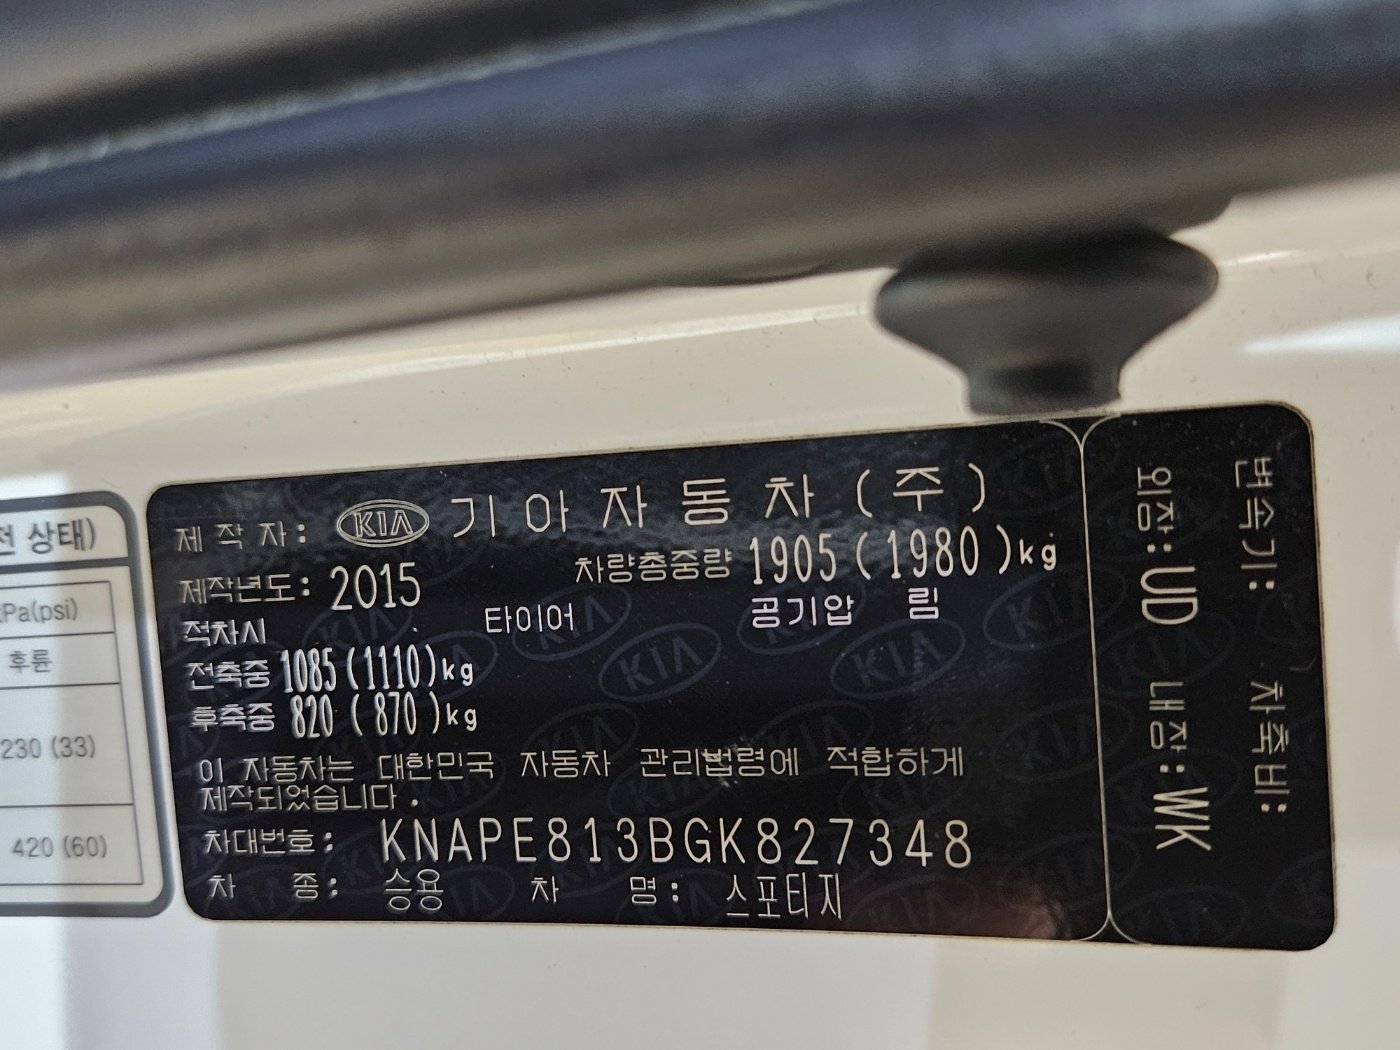 전 상태)
Pa(psi)
후륜
230 (33)
420 (60)
제 작 자 : KIA 기 아 자 동 차 ( 주 )
제작년도: 2015 차량총중량 1905 ( 1980 )kg
적차시 타이어 공기압 림
전축중 1085 (1110)kg
후축중 820 ( 870 )kg
이 자동차는 대한민국 자동차 관리법령에 적합하게
제작되었습니다.
차대번호: KNAPE813BGK827348
차 종: 승용 차 명: 스포티지
변속기: 차축비:
외장:UD 내장:WK